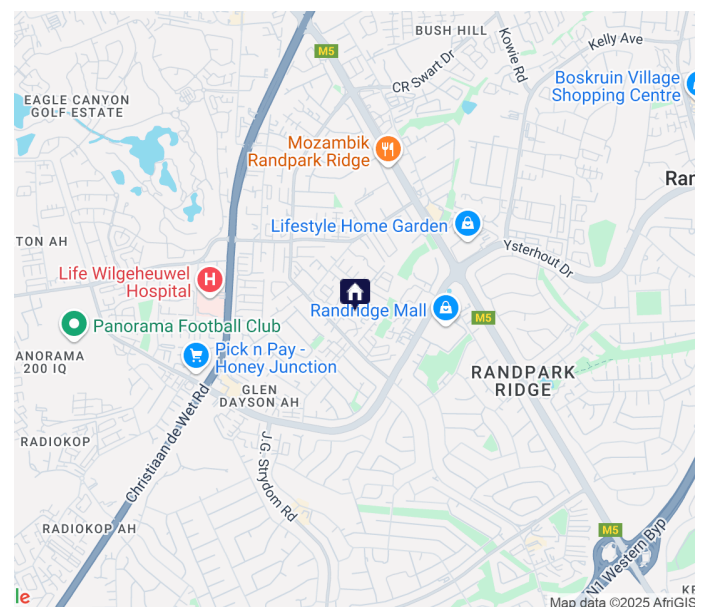 BUSH HILL
Kelly Ave
Kowie Rd
M5
CR Swart Dr
Boskruin Village
Shopping Centre
EAGLE CANYON
GOLF ESTATE
Mozambik
Randpark Ridge
Rar
Lifestyle Home Garden
TON AH
Ysterhout Dr
Life Wilgeheuwel
Hospital
H
Randridge Mall
M5
Panorama Football Club
Pick n Pay -
Honey Junction
ANORAMA
200 IQ
RANDPARK
RIDGE
GLEN
DAYSON AH
Christiaan de Wet Rd
J.G. Strydom Rd
RADIOKOP
RADIOKOP AH
M5
N1 Western Byp
le
Map data ©2025 AfriGIS